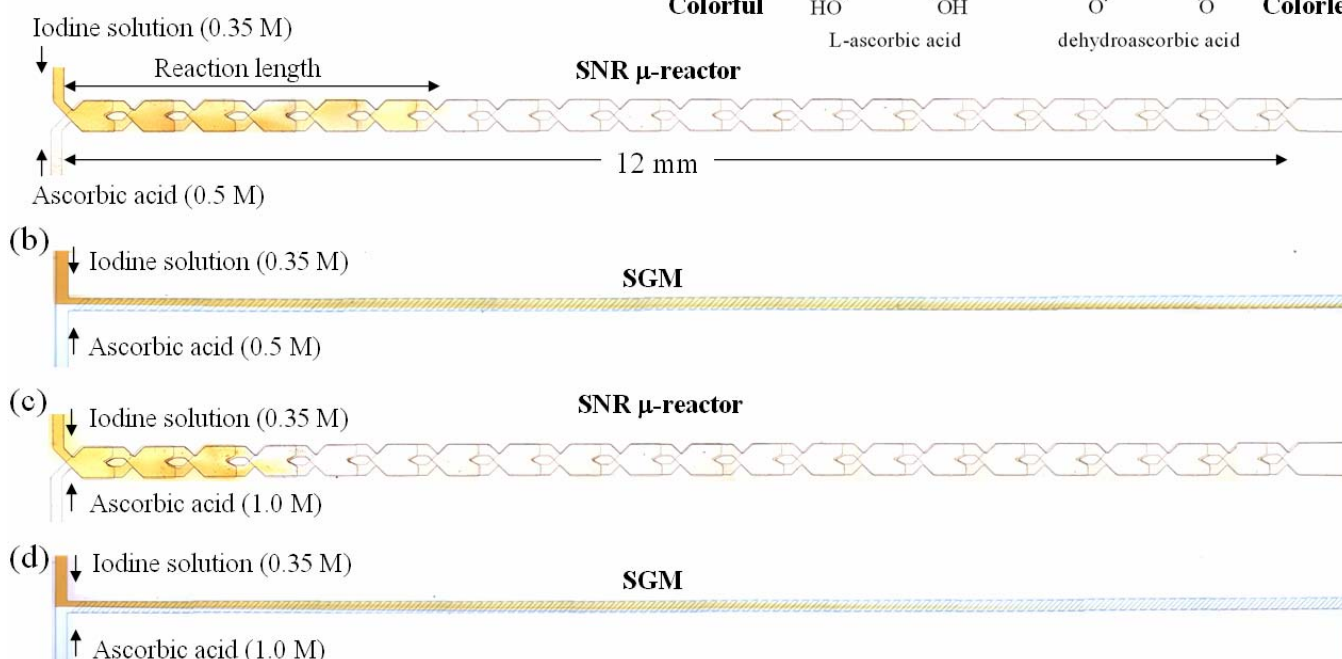 Colorful HO OH O O
L-ascorbic acid dehydroascorbic acid
Iodine solution (0.35 M)
Reaction length
SNR μ-reactor
12 mm
Ascorbic acid (0.5 M)
(b)
Iodine solution (0.35 M)
SGM
Ascorbic acid (0.5 M)
(c)
SNR μ-reactor
Iodine solution (0.35 M)
Ascorbic acid (1.0 M)
(d)
Iodine solution (0.35 M)
SGM
Ascorbic acid (1.0 M)